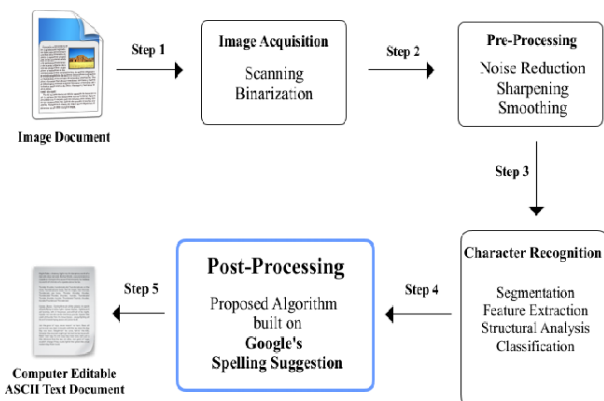 Step 1
Image Acquisition
Scanning
Binarization
Step 2
Pre-Processing
Noise Reduction
Sharpening
Smoothing
Image Document
Step 3
Character Recognition
Segmentation
Feature Extraction
Structural Analysis
Classification
Step 4
Post-Processing
Proposed Algorithm
built on
Google's
Spelling Suggestion
Step 5
Computer Editable
ASCII Text Document